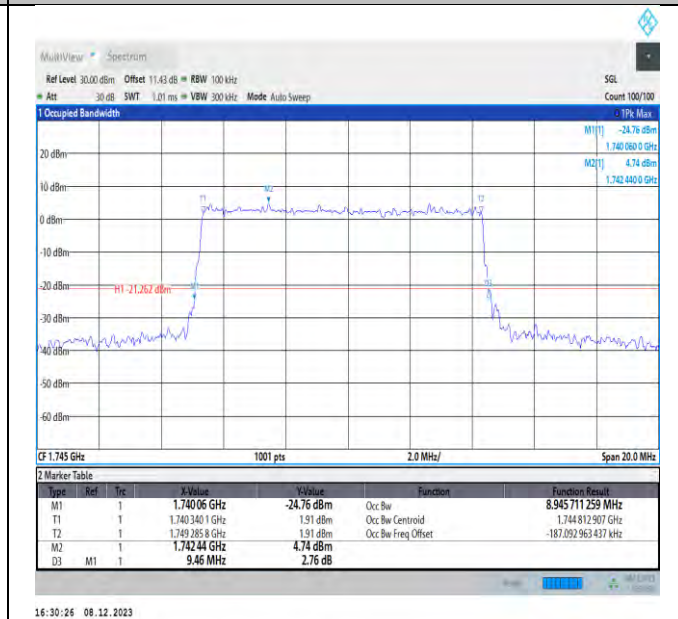 MultiView Spectrum
Ref Level 30.00 dBm Offset 11.43 dB RBW 100 kHz SGL
Att 30 dB SWT 1.01 ms VBW 300 kHz Mode Auto Sweep Count 100/100
1 Occupied Bandwidth 1Pk Max
M1[1] -24.76 dBm
1.740 060 0 GHz
M2[1] 4.74 dBm
1.742 440 0 GHz
20 dBm
10 dBm
T1 M2 T2
0 dBm
-10 dBm
-20 dBm
H1 -21.262 dBm
-30 dBm
-40 dBm
-50 dBm
-60 dBm
CF 1.745 GHz 1001 pts 2.0 MHz/ Span 20.0 MHz
2 Marker Table
Type Ref Trc X-Value Y-Value Function Function Result
M1 1 1.740 06 GHz -24.76 dBm Occ Bw 8.945 711 259 MHz
T1 1 1.740 340 1 GHz 1.91 dBm Occ Bw Centroid 1.744 812 907 GHz
T2 1 1.749 285 8 GHz 1.91 dBm Occ Bw Freq Offset -187.092 963 437 kHz
M2 1 1.742 44 GHz 4.74 dBm
D3 M1 1 9.46 MHz 2.76 dB
16:30:26 08.12.2023